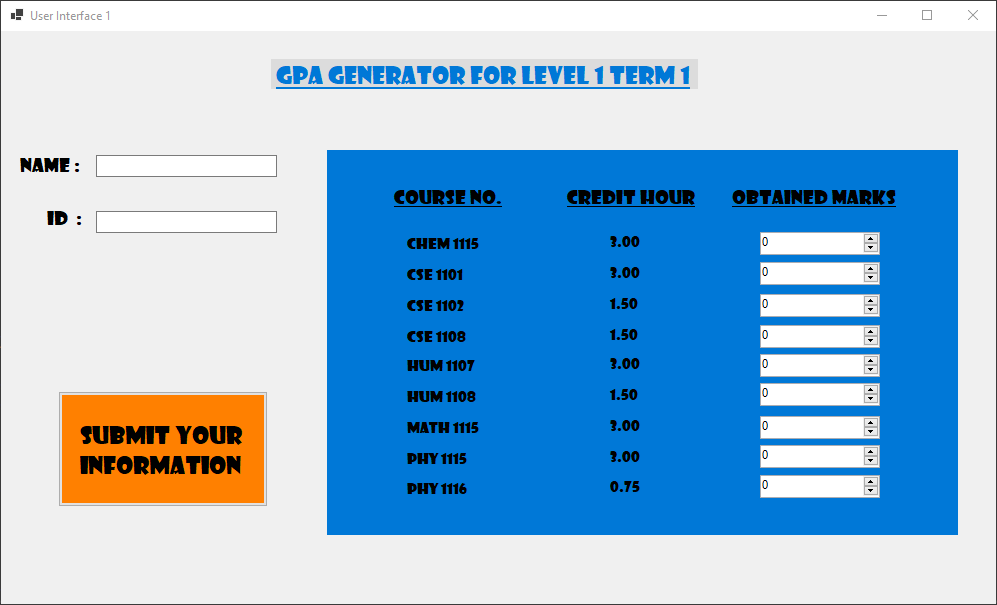 User Interface 1
GPA GENERATOR FOR LEVEL 1 TERM 1
NAME :
ID :
COURSE NO. CREDIT HOUR OBTAINED MARKS
CHEM 1115 3.00 0
CSE 1101 3.00 0
CSE 1102 1.50 0
CSE 1108 1.50 0
HUM 1107 3.00 0
HUM 1108 1.50 0
MATH 1115 3.00 0
PHY 1115 3.00 0
PHY 1116 0.75 0
SUBMIT YOUR
INFORMATION